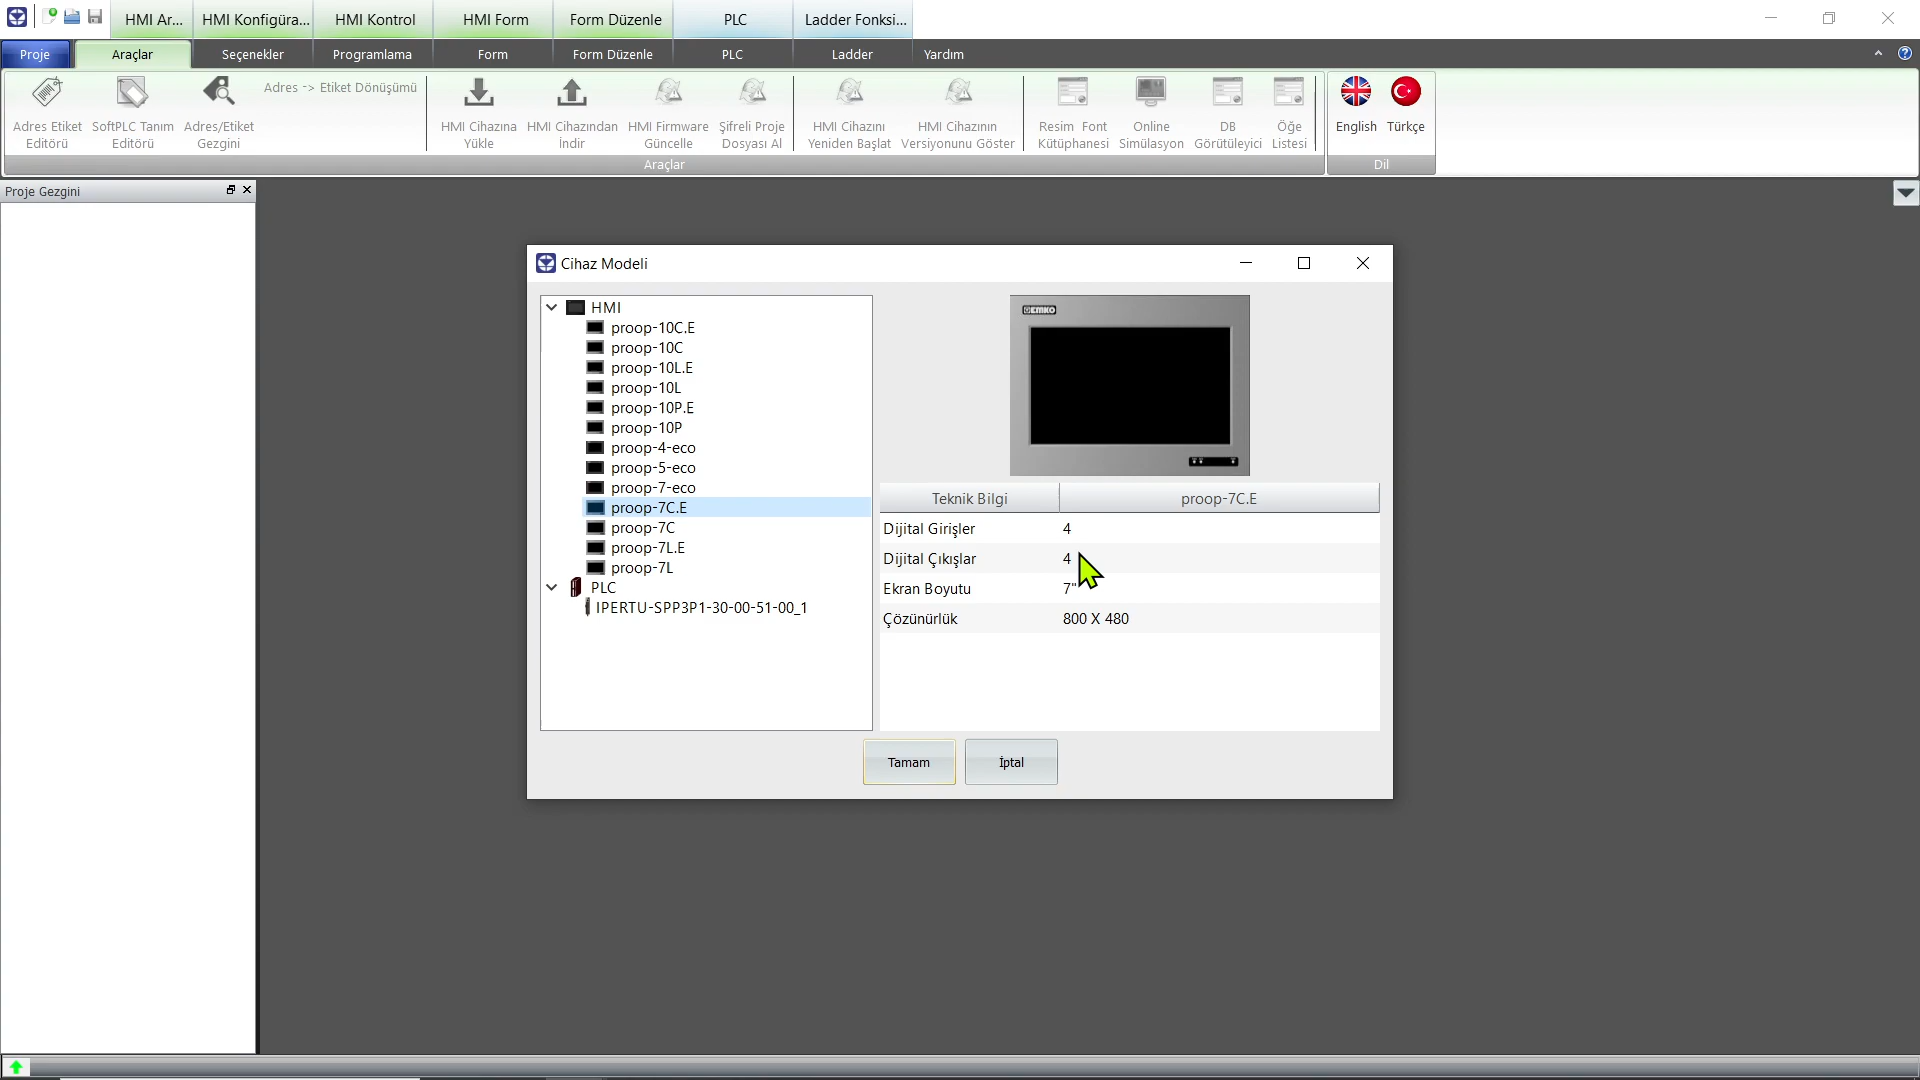 HMI Ar... HMI Konfigüra... HMI Kontrol HMI Form Form Düzenle PLC Ladder Fonksi...
Proje Araçlar Seçenekler Programlama Form Form Düzenle PLC Ladder Yardım
Adres Etiket Editörü
SoftPLC Tanım Editörü
Adres/Etiket Gezgini
Adres -> Etiket Dönüşümü
HMI Cihazına Yükle
HMI Cihazından İndir
HMI Firmware Güncelle
Şifreli Proje Dosyası Al
HMI Cihazını Yeniden Başlat
HMI Cihazının Versiyonunu Göster
Resim Font Kütüphanesi
Online Simülasyon
DB Görütüleyici
Öğe Listesi
English
Türkçe
Araçlar
Dil
Proje Gezgini
Cihaz Modeli
HMI
proop-10C.E
proop-10C
proop-10L.E
proop-10L
proop-10P.E
proop-10P
proop-4-eco
proop-5-eco
proop-7-eco
proop-7C.E
proop-7C
proop-7L.E
proop-7L
PLC
IPERTU-SPP3P1-30-00-51-00_1
EMKO
Teknik Bilgi proop-7C.E
Dijital Girişler 4
Dijital Çıkışlar 4
Ekran Boyutu 7"
Çözünürlük 800 X 480
Tamam
İptal